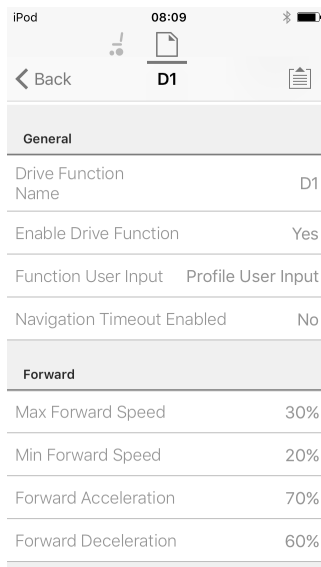 iPod 08:09
Back D1
General
Drive Function
Name D1
Enable Drive Function Yes
Function User Input Profile User Input
Navigation Timeout Enabled No
Forward
Max Forward Speed 30%
Min Forward Speed 20%
Forward Acceleration 70%
Forward Deceleration 60%